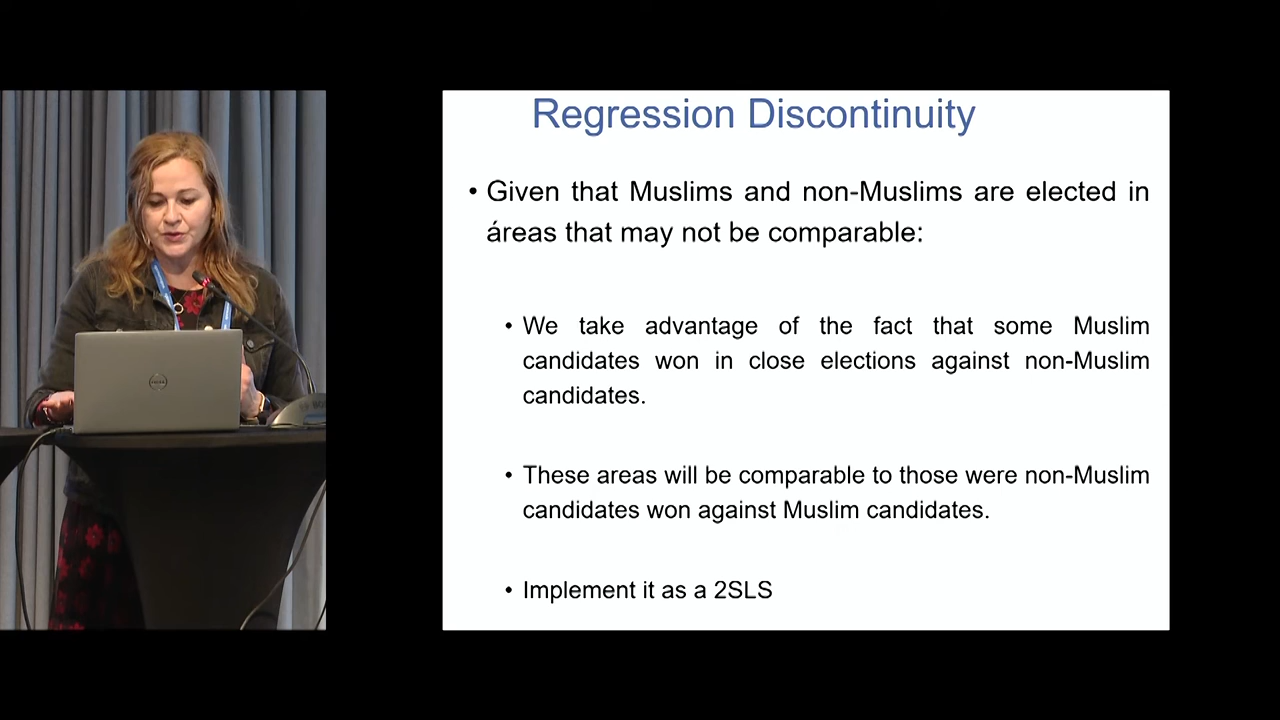 Regression Discontinuity
• Given that Muslims and non-Muslims are elected in
áreas that may not be comparable:
• We take advantage of the fact that some Muslim
candidates won in close elections against non-Muslim
candidates.
• These areas will be comparable to those were non-Muslim
candidates won against Muslim candidates.
• Implement it as a 2SLS
DELL